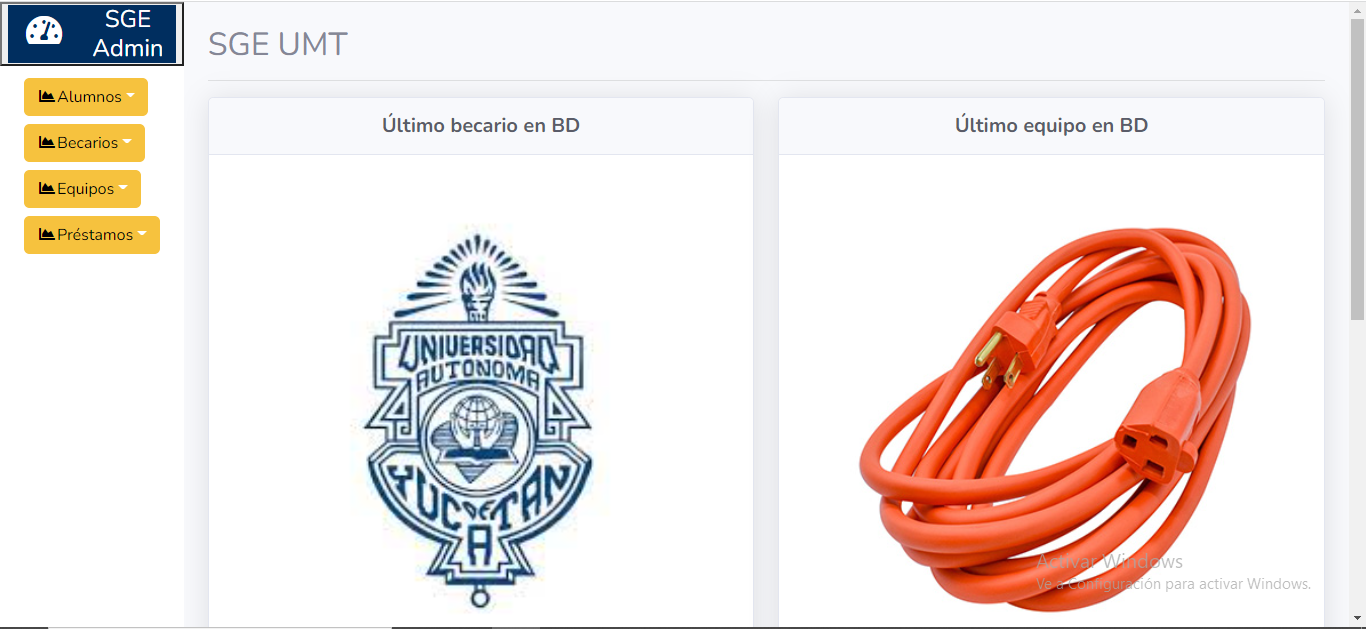 SGE
Admin
SGE UMT
Alumnos
Becarios
Equipos
Préstamos
Último becario en BD
UNIVERSIDAD
AUTONOMA
DE
YUCATAN
Último equipo en BD
Activar Windows
Ve a Configuración para activar Windows.